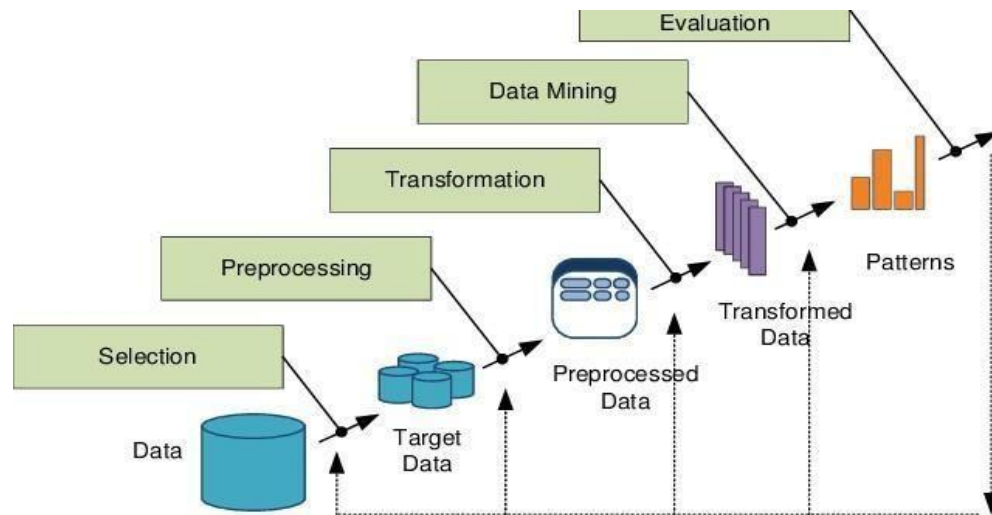 Evaluation
Data Mining
Transformation
Preprocessing
Selection
Data
Target
Data
Preprocessed
Data
Transformed
Data
Patterns